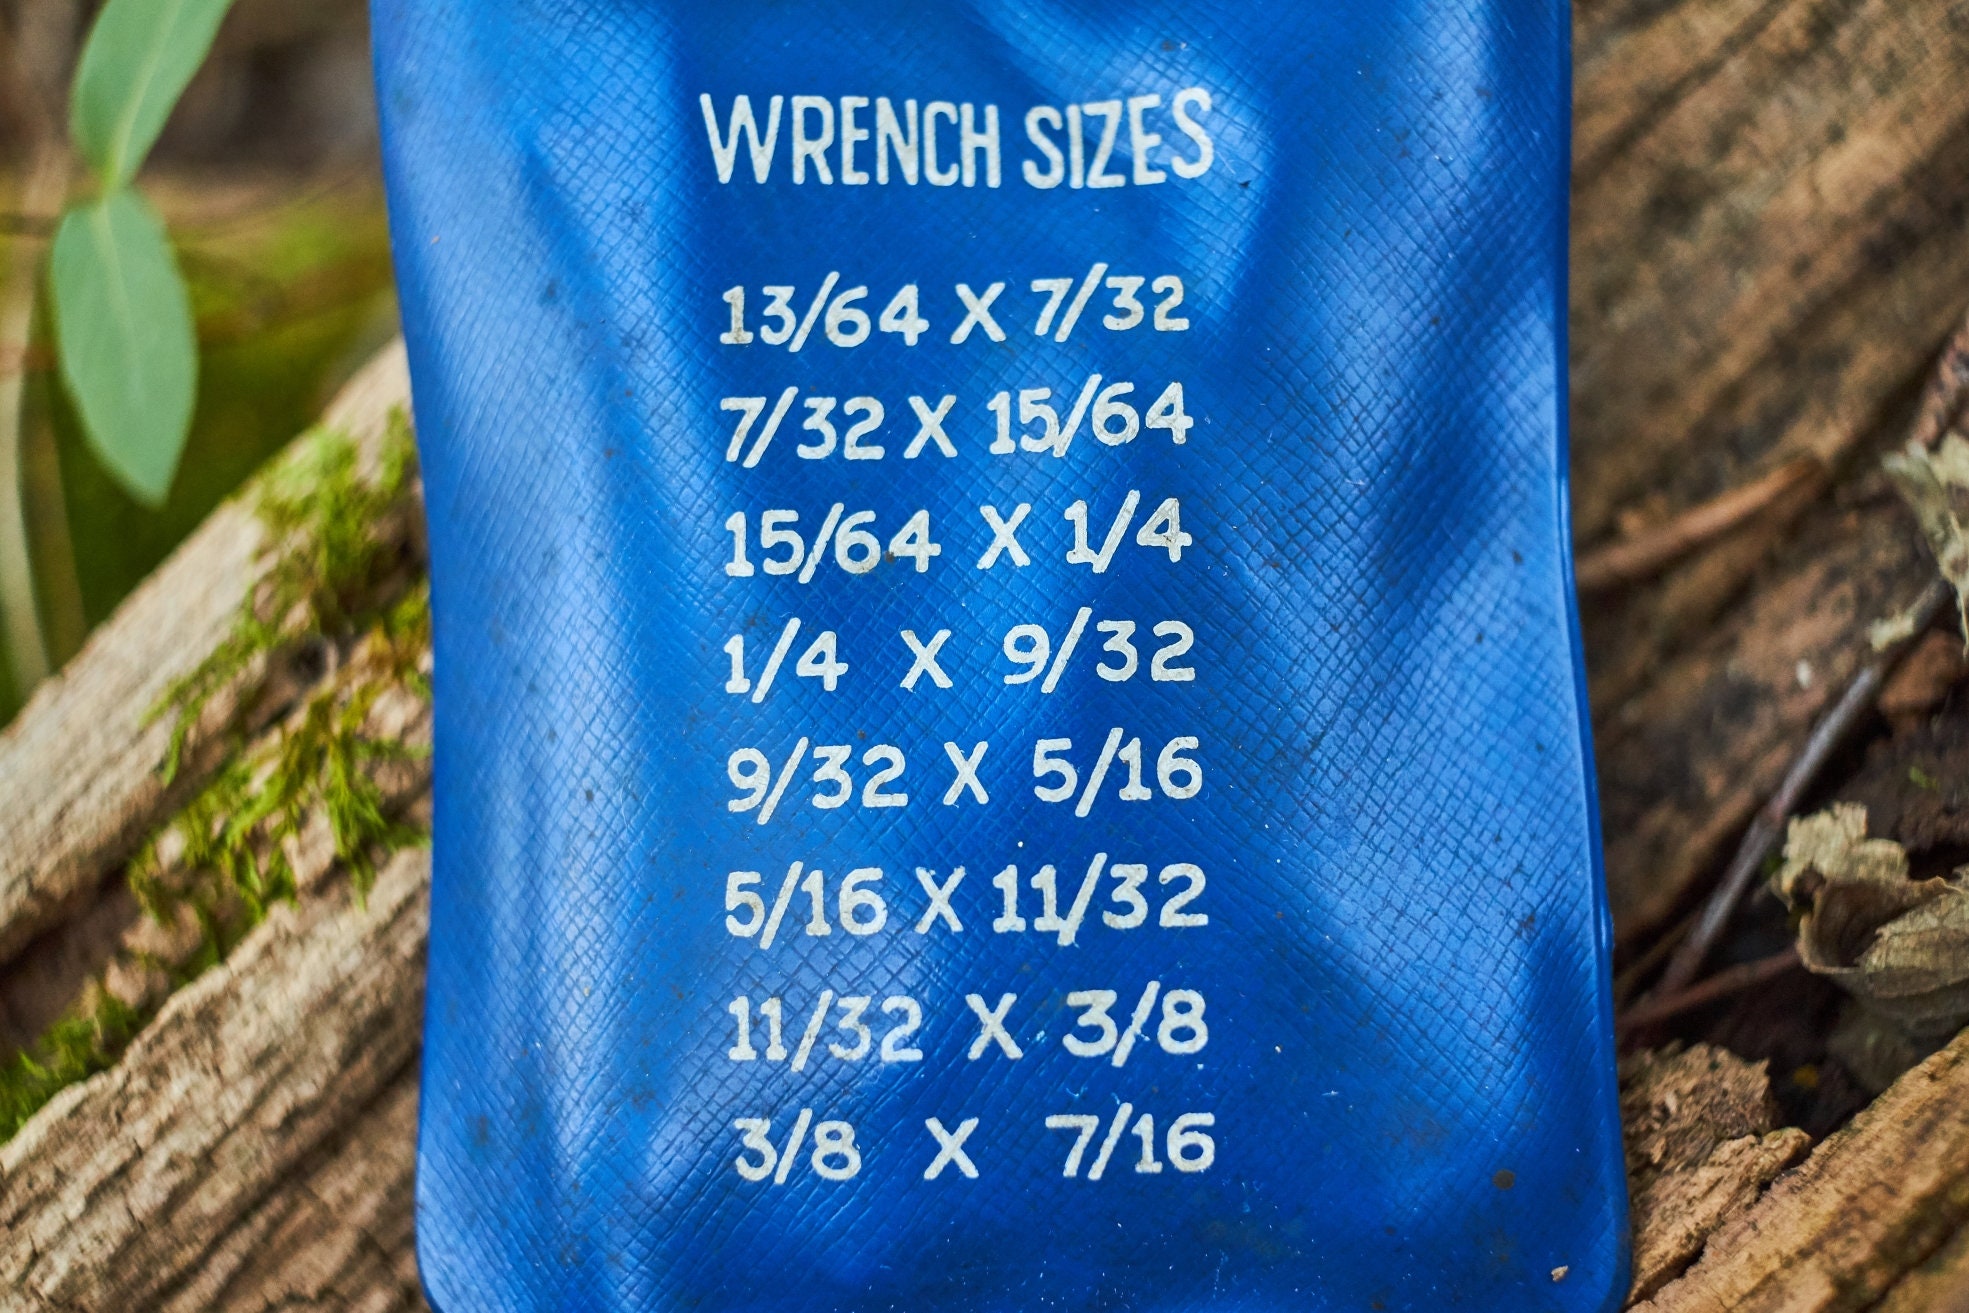 WRENCH SIZES
13/64 X 7/32
7/32 X 15/64
15/64 X 1/4
1/4 X 9/32
9/32 X 5/16
5/16 X 11/32
11/32 X 3/8
3/8 X 7/16